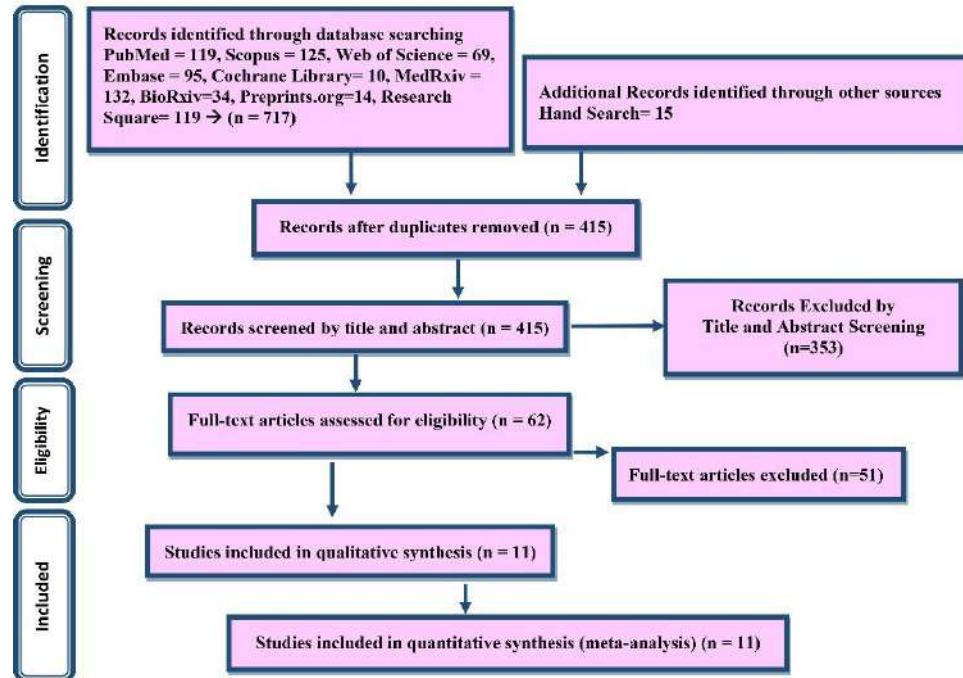 Identification
Records identified through database searching
PubMed = 119, Scopus = 125, Web of Science = 69,
Embase = 95, Cochrane Library= 10, MedRxiv =
132, BioRxiv=34, Preprints.org=14, Research
Square= 119 → (n = 717)
Additional Records identified through other sources
Hand Search= 15
Records after duplicates removed (n = 415)
Screening
Records screened by title and abstract (n = 415)
Records Excluded by
Title and Abstract Screening
(n=353)
Eligibility
Full-text articles assessed for eligibility (n = 62)
Full-text articles excluded (n=51)
Included
Studies included in qualitative synthesis (n = 11)
Studies included in quantitative synthesis (meta-analysis) (n = 11)